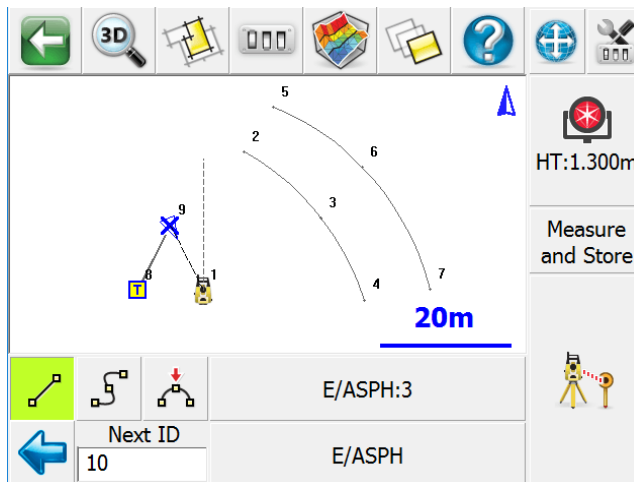 3D
5
2
6
9
3
8
1
4
7
T
20m
HT:1.300m
Measure
and Store
E/ASPH:3
Next ID
10
E/ASPH